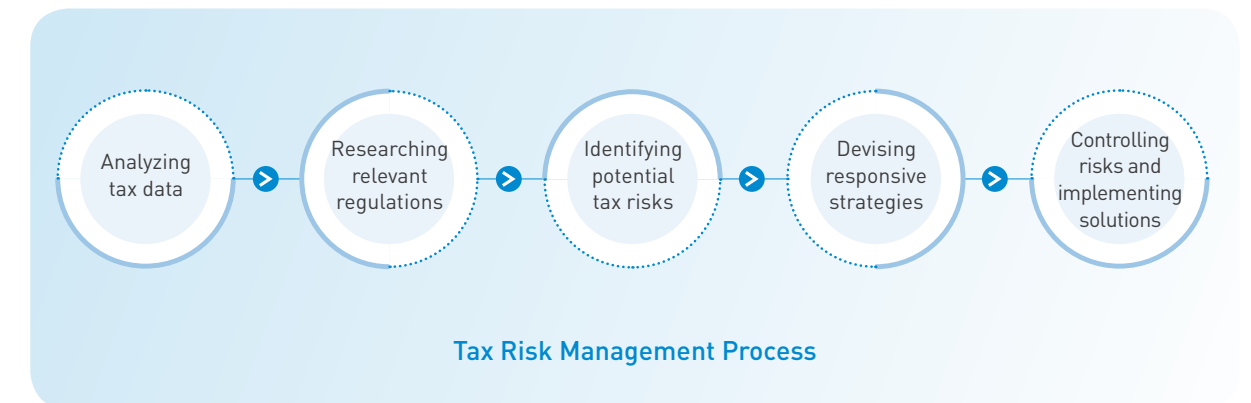 Analyzing
tax data
Researching
relevant
regulations
Identifying
potential
tax risks
Devising
responsive
strategies
Controlling
risks and
implementing
solutions
Tax Risk Management Process